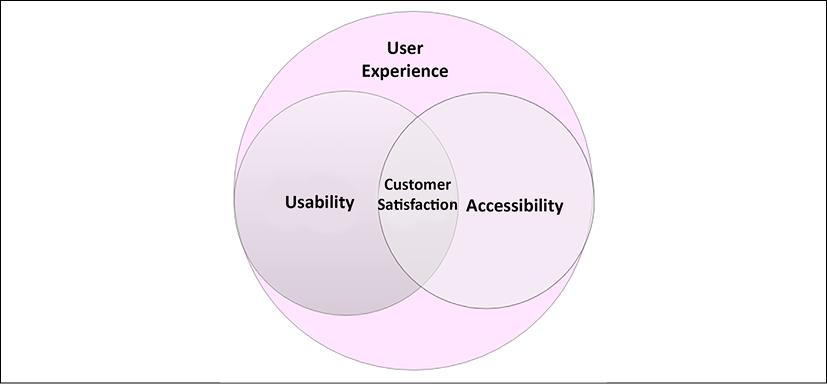 User
Experience
Usability
Customer
Satisfaction
Accessibility